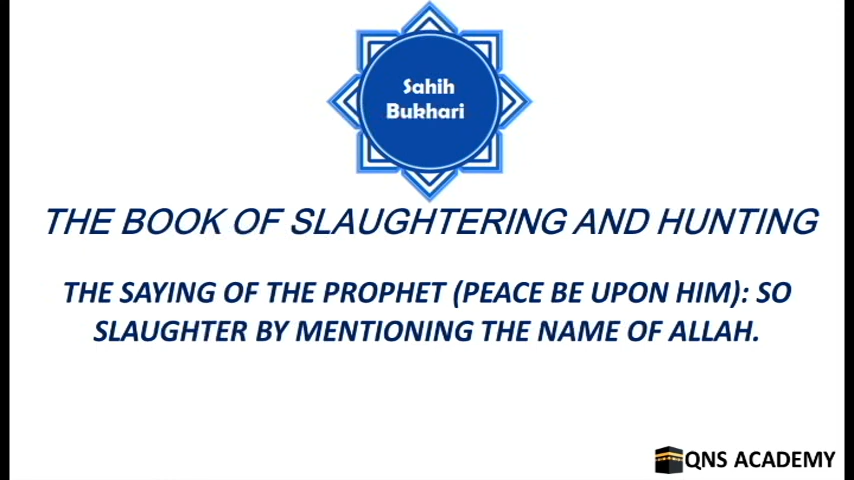 Sahih
Bukhari
THE BOOK OF SLAUGHTERING AND HUNTING
THE SAYING OF THE PROPHET (PEACE BE UPON HIM): SO
SLAUGHTER BY MENTIONING THE NAME OF ALLAH.
QNS ACADEMY